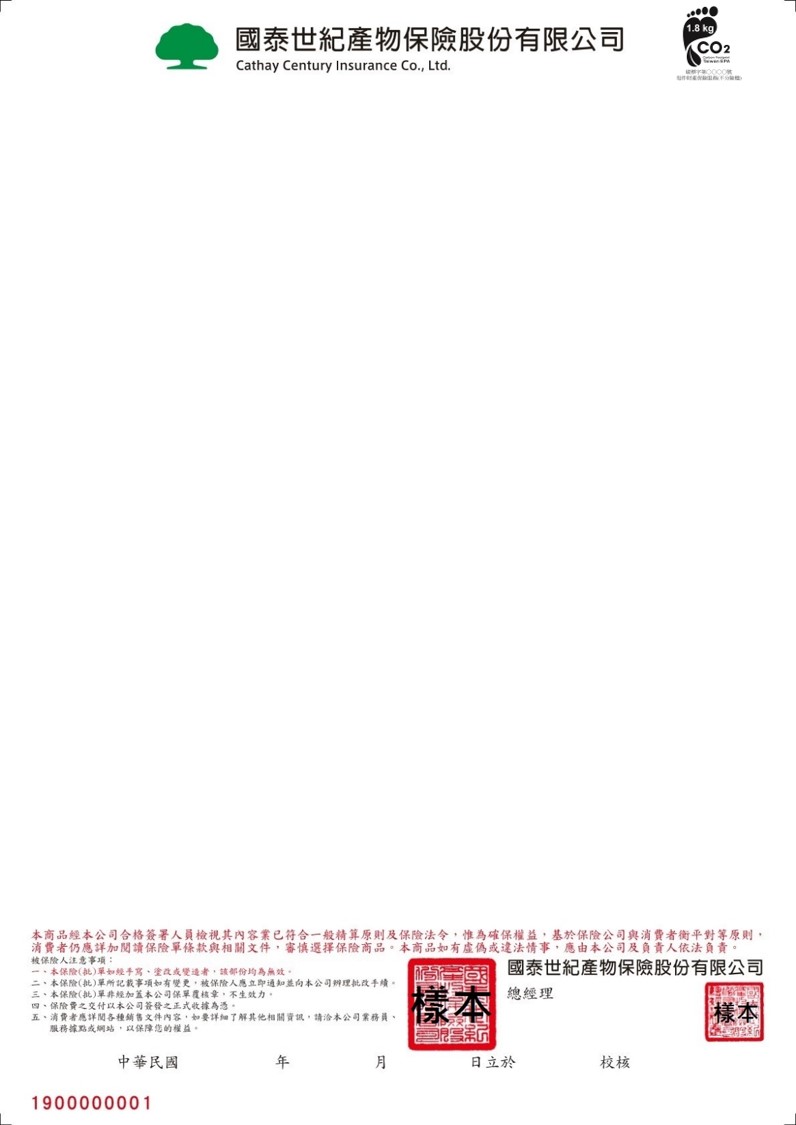 國泰世紀產物保險股份有限公司
Cathay Century Insurance Co., Ltd.
1.8 kg
CO2
Taiwan EPA
本商品經本公司合格簽署人員檢視其內容業已符合一般精算原則及保險法令，惟為確保權益，基於保險公司與消費者衡平對等原則，
消費者仍應詳加閱讀保險單條款與相關文件，審慎選擇保險商品。本商品如有虛偽或違法情事，應由本公司及負責人依法負責。
被保險人注意事項：
一、本保險(批)單如經手寫、塗改或變造者，該部份均為無效。
二、本保險(批)單所記載事項如有變更，被保險人應立即通知並向本公司辦理批改手續。
三、本保險(批)單非經加蓋本公司保單覆核章，不生效力。
四、保險費之交付以本公司簽發之正式收據為憑。
五、消費者應詳閱各種銷售文件內容，如要詳細了解其他相關資訊，請洽本公司業務員、
服務據點或網站，以保障您的權益。
國泰世紀產物保險股份有限公司
總經理
樣本
樣本
中華民國 年 月 日立於 校核
1900000001